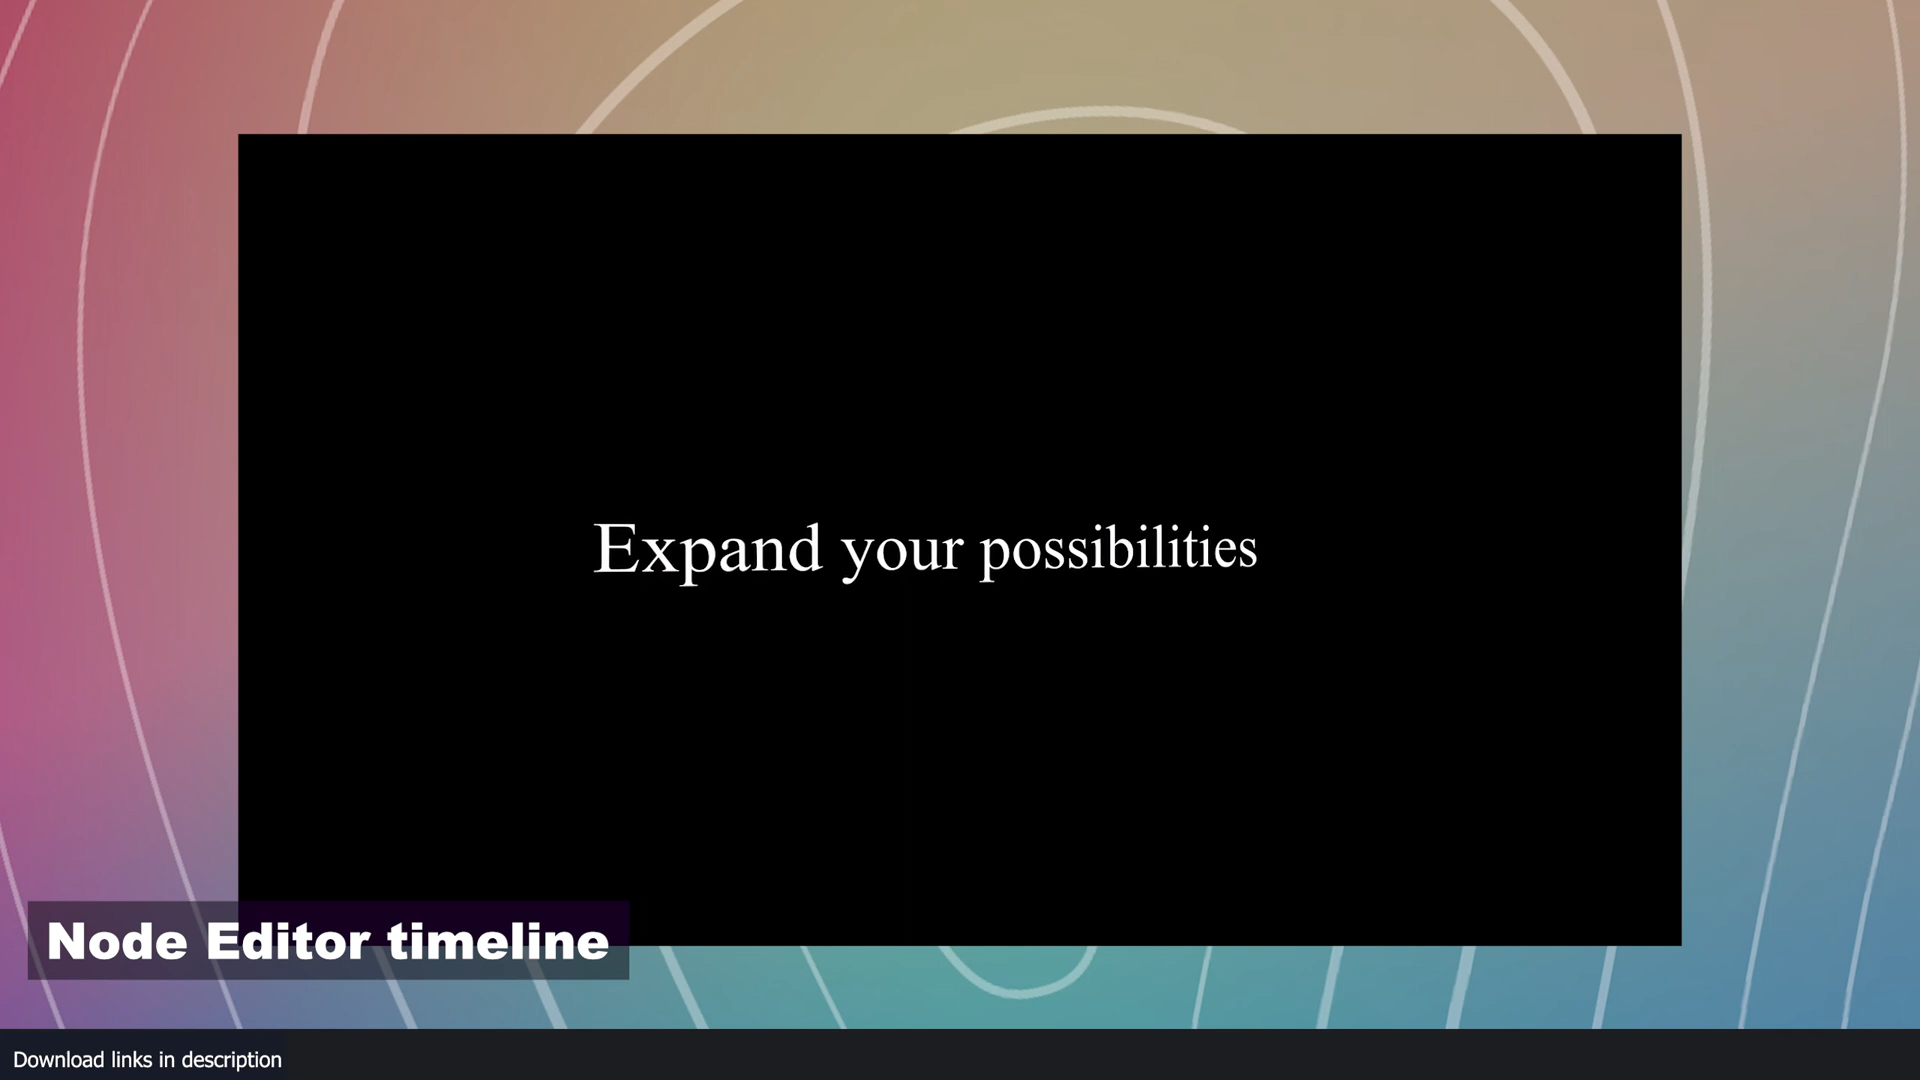 Expand your possibilities
Node Editor timeline
Download links in description